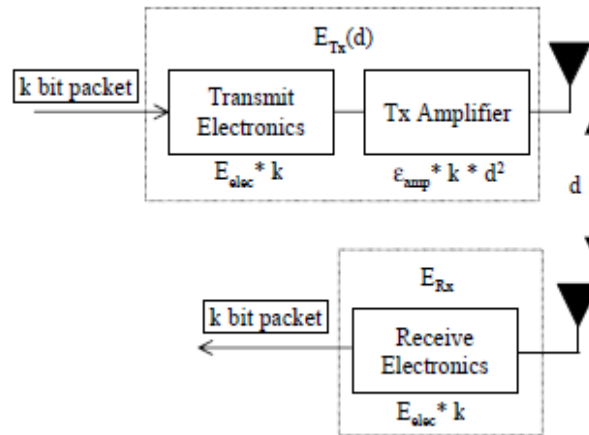 E_Tx(d)
k bit packet
Transmit
Electronics
Tx Amplifier
E_elec* k
ε_amp* k * d²
d
E_Rx
k bit packet
Receive
Electronics
E_elec* k